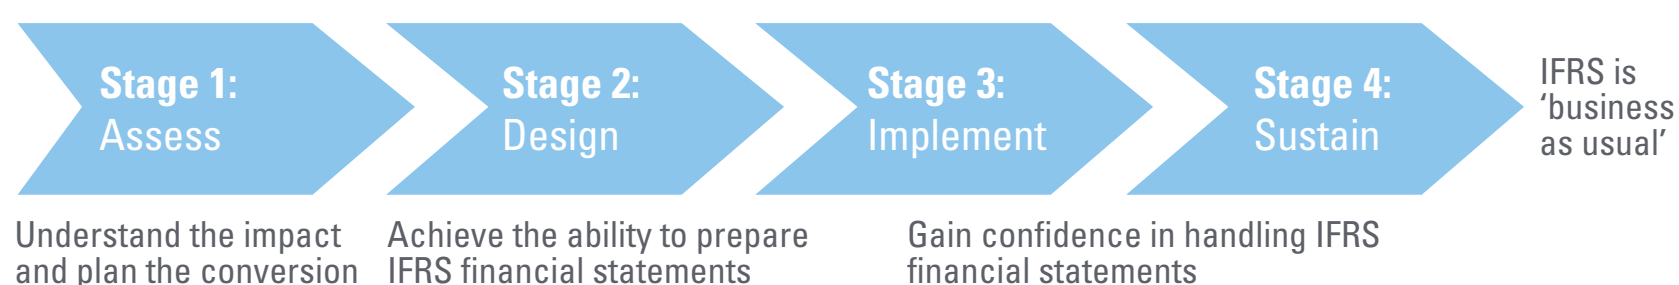 Stage 1:
Assess
Stage 2:
Design
Stage 3:
Implement
Stage 4:
Sustain
IFRS is
‘business
as usual’
Understand the impact
and plan the conversion
Achieve the ability to prepare
IFRS financial statements
Gain confidence in handling IFRS
financial statements